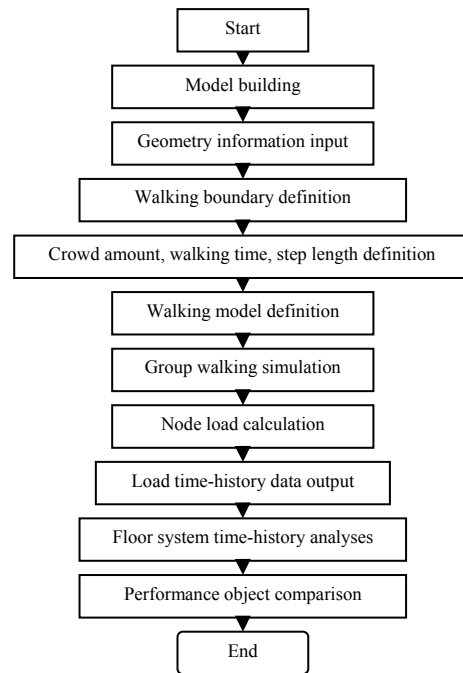 Start
Model building
Geometry information input
Walking boundary definition
Crowd amount, walking time, step length definition
Walking model definition
Group walking simulation
Node load calculation
Load time-history data output
Floor system time-history analyses
Performance object comparison
End